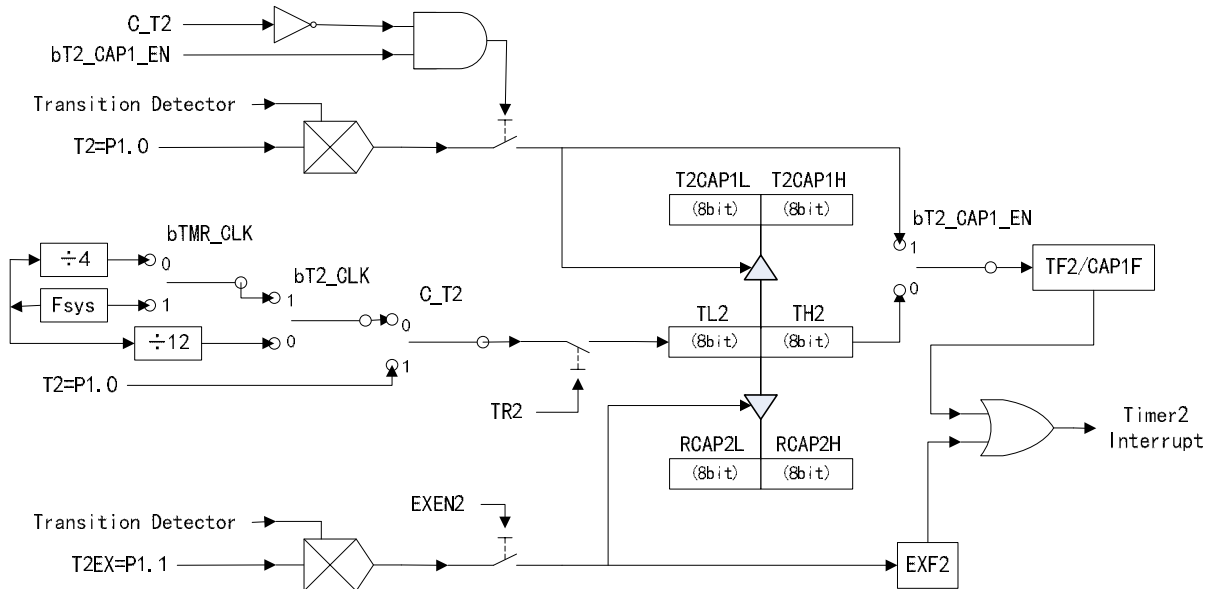 C_T2
bT2_CAP1_EN
Transition Detector
T2=P1.0
T2CAP1L T2CAP1H
(8bit) (8bit)
bT2_CAP1_EN
1
0
TF2/CAP1F
bTMR_CLK
÷4
0
Fsys
1
÷12
bT2_CLK
1
0
C_T2
0
1
T2=P1.0
TR2
TL2 TH2
(8bit) (8bit)
RCAP2L RCAP2H
(8bit) (8bit)
Timer2
Interrupt
EXEN2
Transition Detector
T2EX=P1.1
EXF2